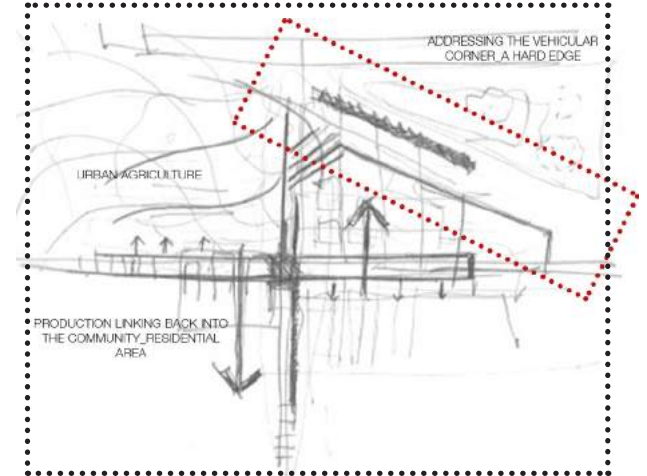 ADDRESSING THE VEHICULAR
CORNER_A HARD EDGE
URBAN AGRICULTURE
PRODUCTION LINKING BACK INTO
THE COMMUNITY_RESIDENTIAL
AREA